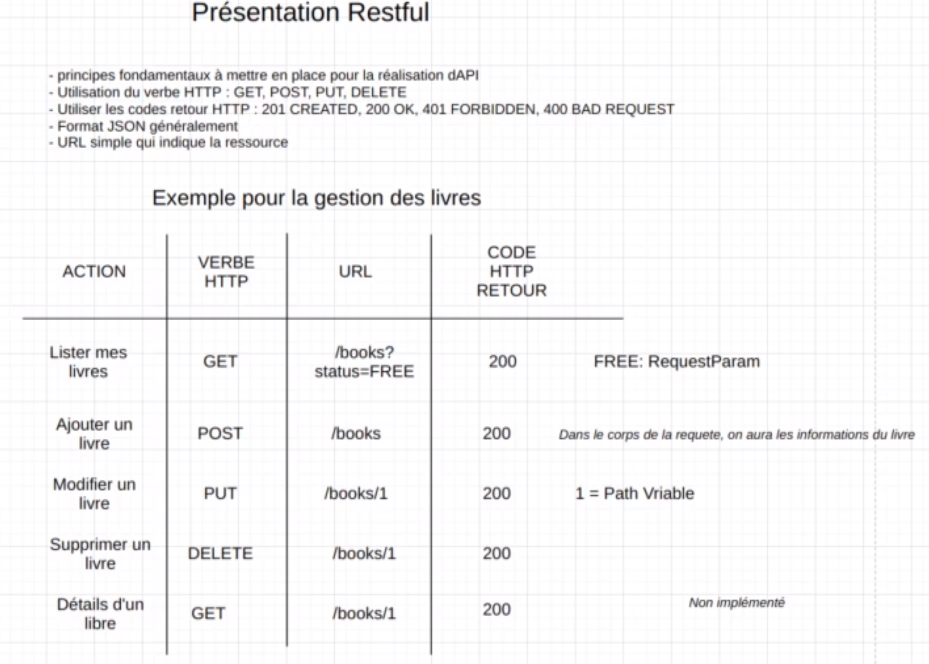 Présentation Restful
- principes fondamentaux à mettre en place pour la réalisation dAPI
- Utilisation du verbe HTTP : GET, POST, PUT, DELETE
- Utiliser les codes retour HTTP : 201 CREATED, 200 OK, 401 FORBIDDEN, 400 BAD REQUEST
- Format JSON généralement
- URL simple qui indique la ressource
Exemple pour la gestion des livres
ACTION
VERBE
HTTP
URL
CODE
HTTP
RETOUR
Lister mes
livres
GET
/books?
status=FREE
200
FREE: RequestParam
Ajouter un
livre
POST
/books
200
Dans le corps de la requete, on aura les informations du livre
Modifier un
livre
PUT
/books/1
200
1 = Path Vriable
Supprimer un
livre
DELETE
/books/1
200
Détails d'un
libre
GET
/books/1
200
Non implémenté